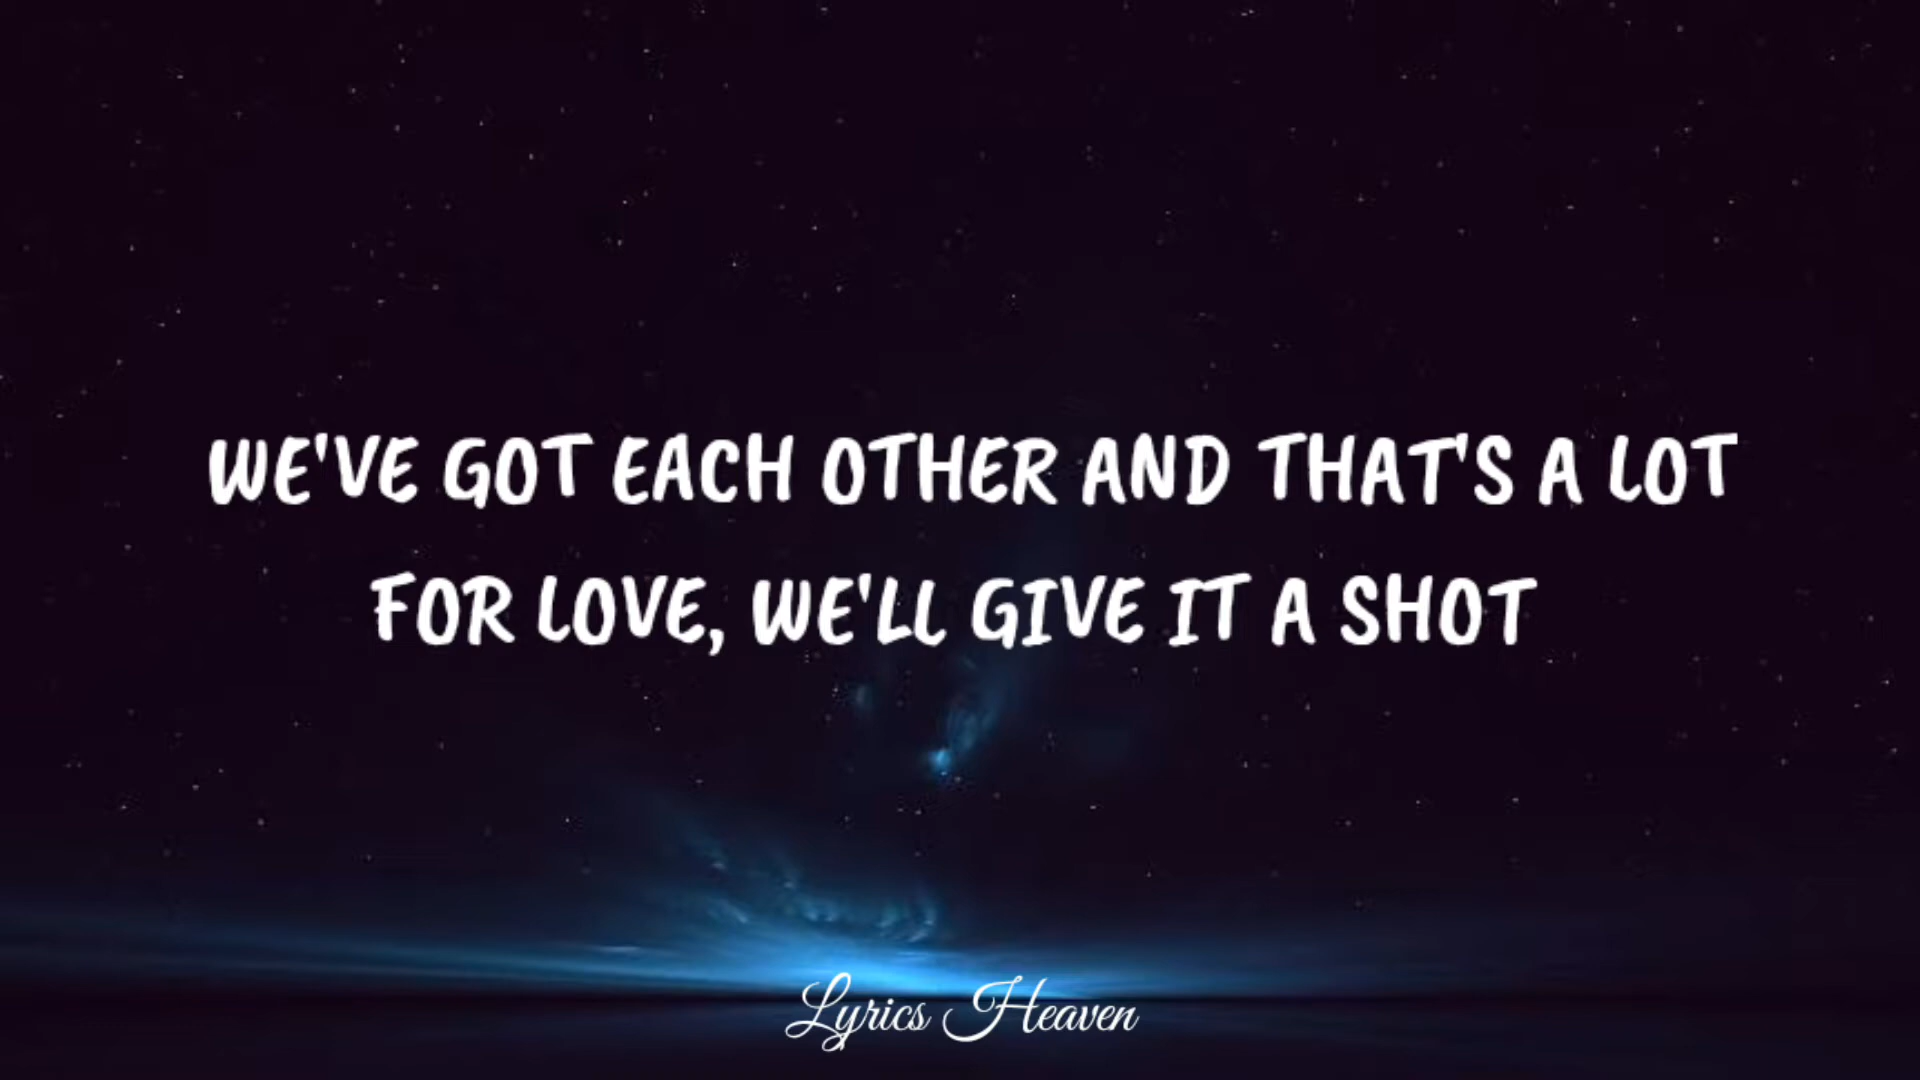 WE'VE GOT EACH OTHER AND THAT'S A LOT
FOR LOVE, WE'LL GIVE IT A SHOT
Lyrics Heaven